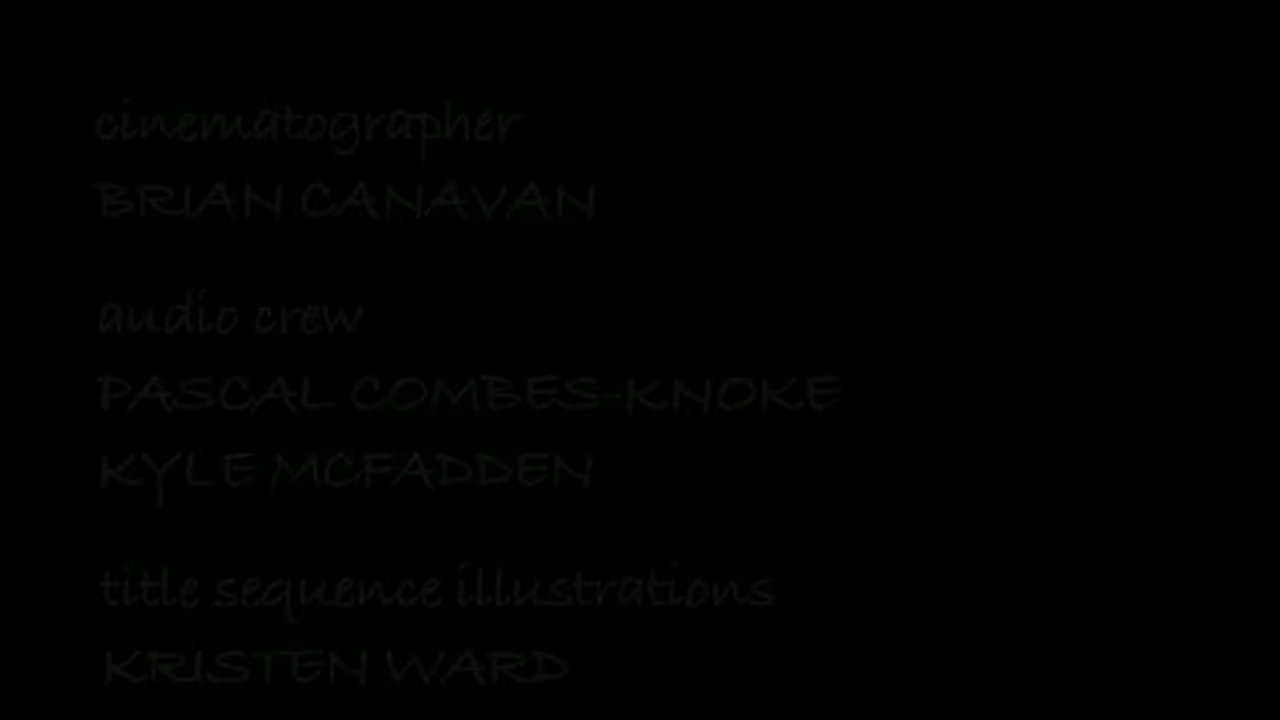 cinematographer
BRIAN CANAVAN
audio crew
PASCAL COMBES-KNOKE
KYLE MCFADDEN
title sequence illustrations
KRISTEN WARD